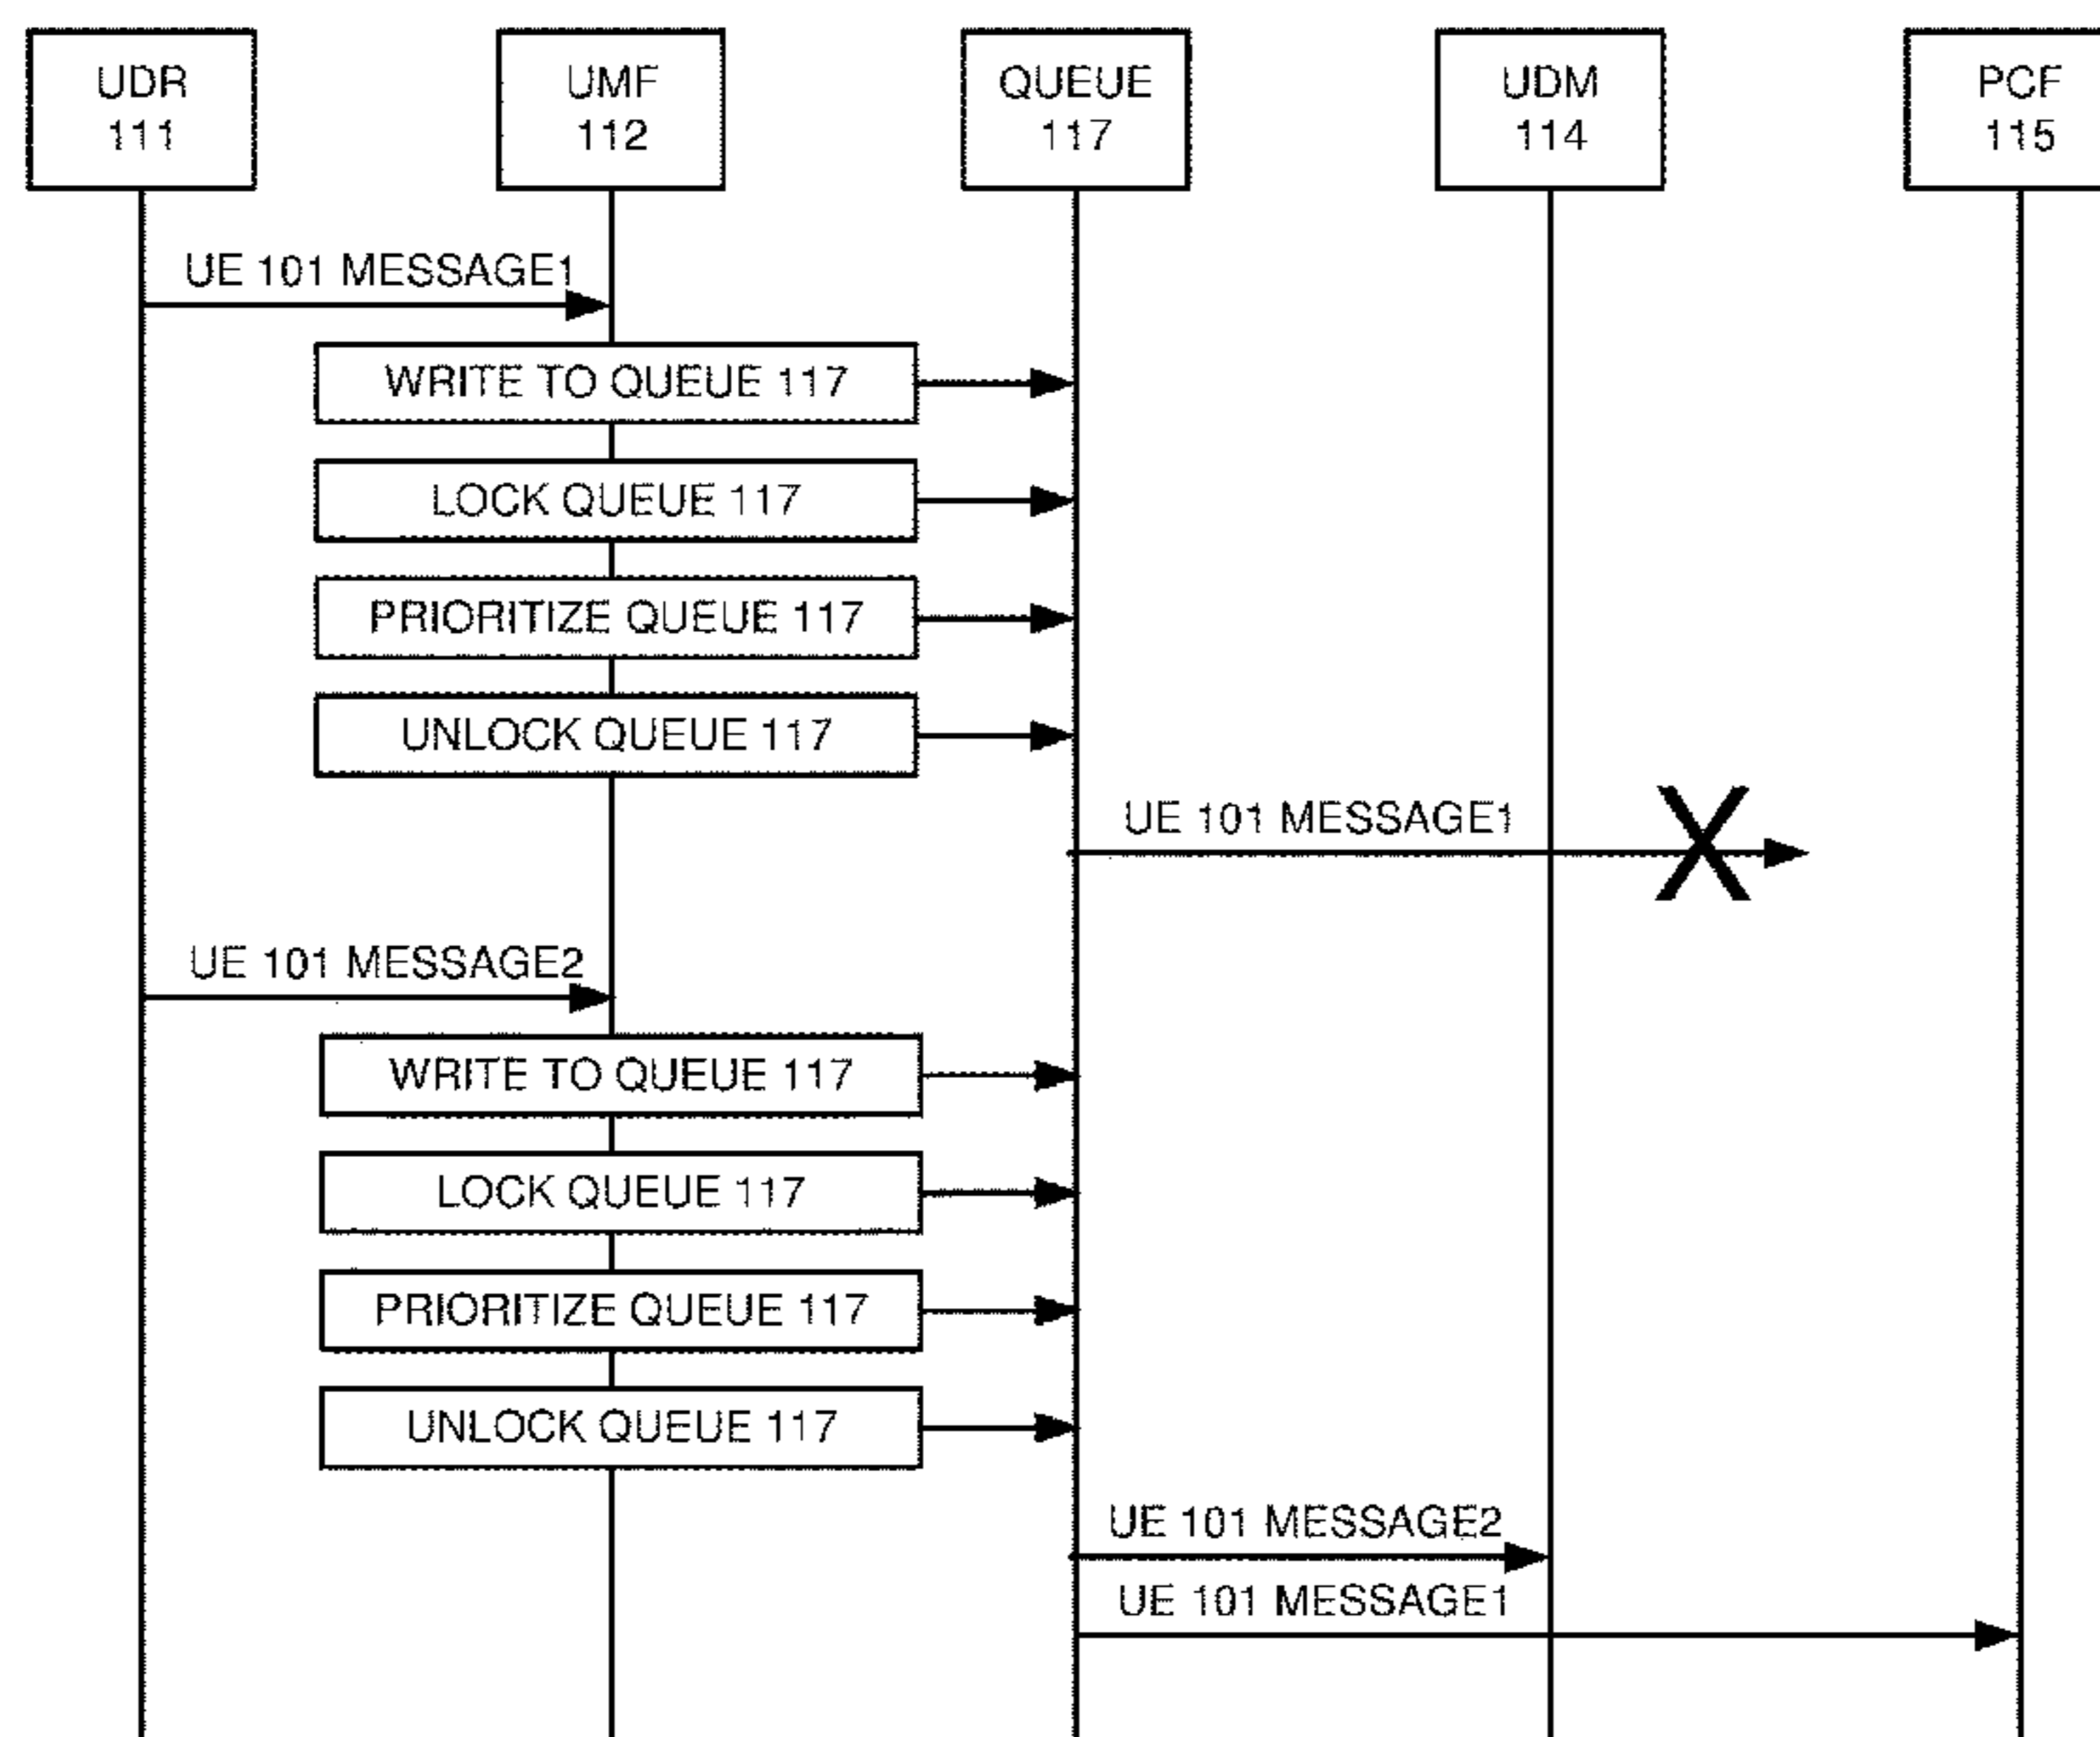 UDR
111
UMF
112
QUEUE
117
UDM
114
PCF
115
UE 101 MESSAGE1
WRITE TO QUEUE 117
LOCK QUEUE 117
PRIORITIZE QUEUE 117
UNLOCK QUEUE 117
UE 101 MESSAGE1
X
UE 101 MESSAGE2
WRITE TO QUEUE 117
LOCK QUEUE 117
PRIORITIZE QUEUE 117
UNLOCK QUEUE 117
UE 101 MESSAGE2
UE 101 MESSAGE1